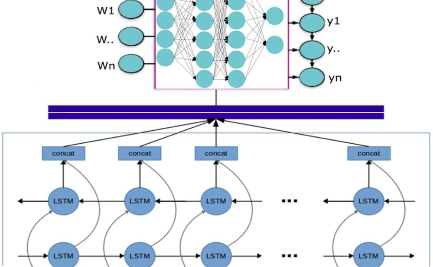 W1 y1
W.. y..
Wn yn
concat concat concat concat
LSTM LSTM LSTM ... LSTM
LSTM LSTM LSTM ... LSTM